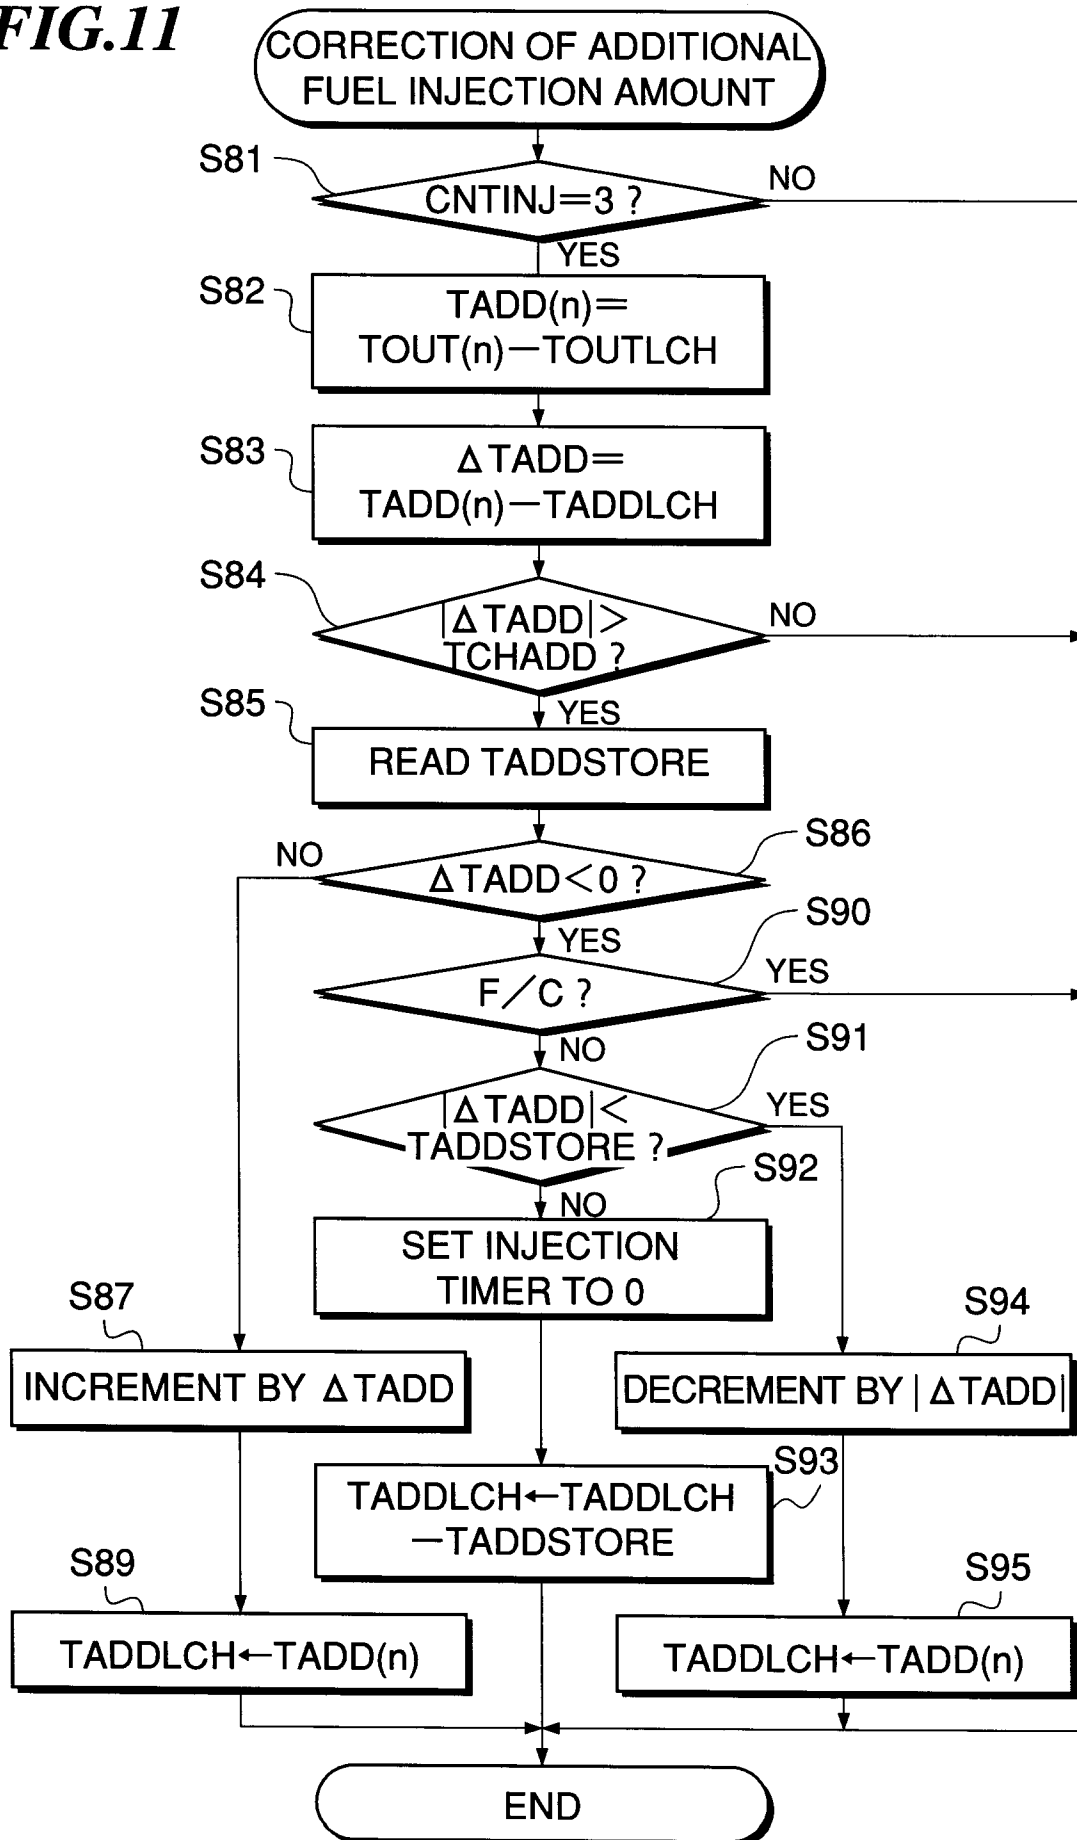 FIG.11
CORRECTION OF ADDITIONAL
FUEL INJECTION AMOUNT
S81
CNTINJ=3 ?
NO
YES
S82
TADD(n)=
TOUT(n)−TOUTLCH
S83
ΔTADD=
TADD(n)−TADDLCH
S84
|ΔTADD|>
TCHADD ?
NO
S85
YES
READ TADDSTORE
S86
NO
ΔTADD<0 ?
S90
YES
F/C ?
YES
S91
NO
|ΔTADD|<
TADDSTORE ?
YES
S92
NO
SET INJECTION
TIMER TO 0
S87
S94
INCREMENT BY ΔTADD
DECREMENT BY |ΔTADD|
S93
TADDLCH←TADDLCH
−TADDSTORE
S89
S95
TADDLCH←TADD(n)
TADDLCH←TADD(n)
END